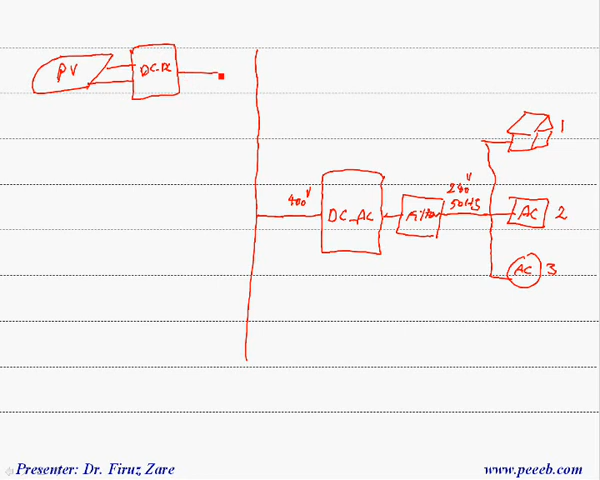 PV
DC-DC
1
400V
DC-AC
Filter
240V
50Hz
AC 2
AC 3
Presenter: Dr. Firuz Zare
www.peeeb.com